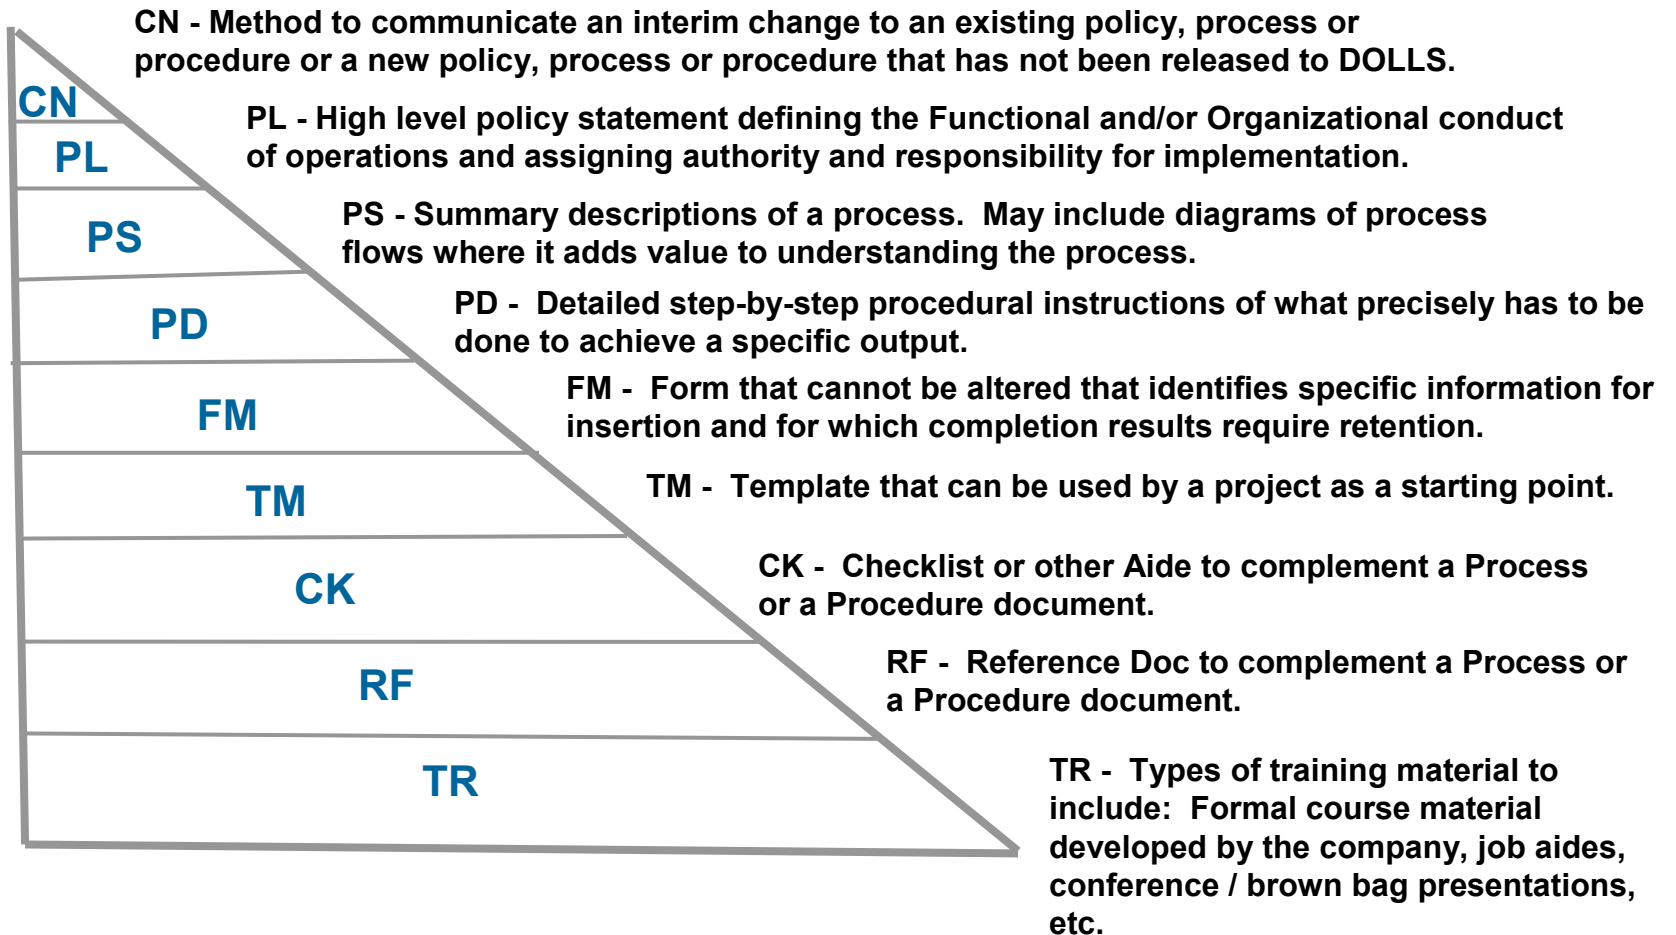 CN - Method to communicate an interim change to an existing policy, process or
procedure or a new policy, process or procedure that has not been released to DOLLS.
CN
PL - High level policy statement defining the Functional and/or Organizational conduct
of operations and assigning authority and responsibility for implementation.
PL
PS - Summary descriptions of a process.  May include diagrams of process
flows where it adds value to understanding the process.
PS
PD -  Detailed step-by-step procedural instructions of what precisely has to be
done to achieve a specific output.
PD
FM -  Form that cannot be altered that identifies specific information for
insertion and for which completion results require retention.
FM
TM -  Template that can be used by a project as a starting point.
TM
CK -  Checklist or other Aide to complement a Process
or a Procedure document.
CK
RF -  Reference Doc to complement a Process or
a Procedure document.
RF
TR -  Types of training material to
include:  Formal course material
developed by the company, job aides,
conference / brown bag presentations,
etc.
TR